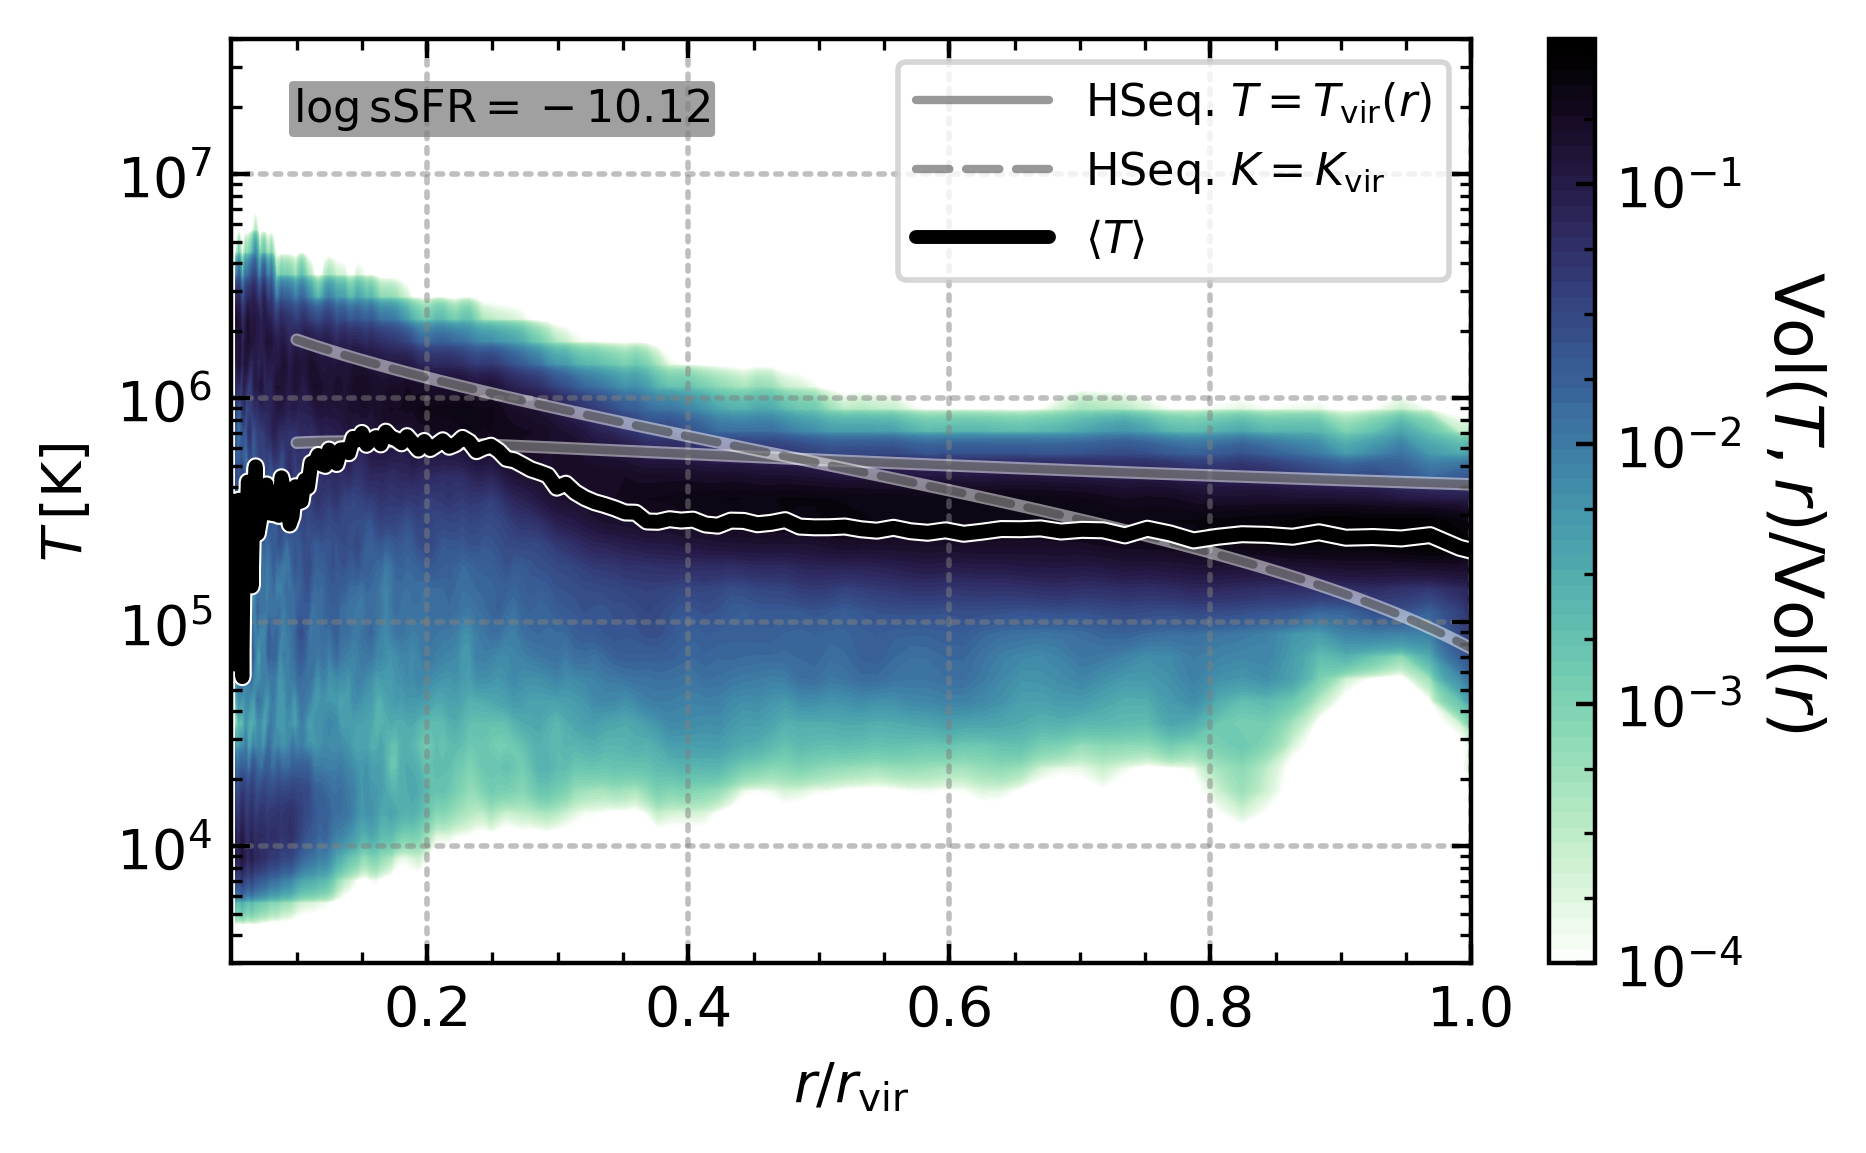 log sSFR = −10.12
HSeq. T = T_vir(r)
HSeq. K = K_vir
⟨T⟩
10^7
10^6
10^5
10^4
T [K]
0.2 0.4 0.6 0.8 1.0
r/r_vir
10^−1
10^−2
10^−3
10^−4
Vol(T, r)/Vol(r)